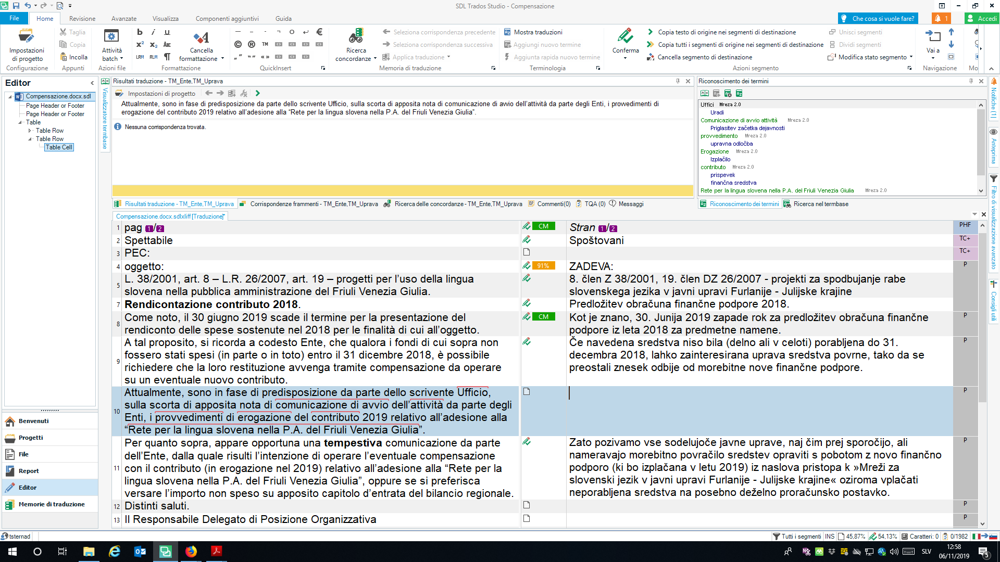 SDL Trados Studio - Compensazione
File
Home
Revisione
Avanzate
Visualizza
Componenti aggiuntivi
Guida
Che cosa si vuole fare?
1
Accedi
Impostazioni
di progetto
Configurazione
Taglia
Copia
Incolla
Appunti
Attività
batch
Azioni file
Cancella
formattazione
Formattazione
QuickInsert
Ricerca
concordanze
Seleziona corrispondenza precedente
Seleziona corrispondenza successiva
Applica traduzione
Memoria di traduzione
Mostra traduzioni
Aggiungi nuovo termine
Aggiunta rapida nuovo termine
Terminologia
Conferma
Copia testo di origine nei segmenti di destinazione
Copia tutti i segmenti di origine nei segmenti di destinazione
Cancella segmento di destinazione
Unisci segmenti
Dividi segmenti
Modifica stato segmento
Azioni segmento
Vai a
Navigazione
Mo
Editor
Compensazione.docx.sdl
Page Header or Footer
Page Header or Footer
Table
Table Row
Table Row
Table Cell
Benvenuti
Progetti
File
Report
Editor
Memorie di traduzione
Visualizzatore termbase
Risultati traduzione - TM_Ente,TM_Uprava
Impostazioni di progetto
Attualmente, sono in fase di predisposizione da parte dello scrivente Ufficio, sulla scorta di apposita nota di comunicazione di avvio dell'attività da parte degli Enti, i provvedimenti di
erogazione del contributo 2019 relativo all'adesione alla “Rete per la lingua slovena nella P.A. del Friuli Venezia Giulia”.
Nessuna corrispondenza trovata.
Risultati traduzione - TM_Ente,TM_Uprava
Corrispondenze frammenti - TM_Ente,TM_Uprava
Ricerca delle concordanze - TM_Ente,TM_Uprava
Commenti(0)
TQA (0)
Messaggi
Riconoscimento dei termini
Uffici Mreza 2.0
Uradi
Comunicazione di avvio attività Mreza 2.0
Priglasitev začetka dejavnosti
provvedimento Mreza 2.0
upravna odločba
Erogazione Mreza 2.0
Izplačilo
contributo Mreza 2.0
prispevek
finančna sredstva
Rete per la lingua slovena nella P.A. del Friuli Venezia Giulia Mreza 2.0
Riconoscimento dei termini
Ricerca nel termbase
Notifiche (1)
Anteprima
Filtro di visualizzazione avanzato
Consigli utili
Compensazione.docx.sdlxliff [Traduzione]*
1 pag 1/2 CM Stran 1/2 PHF
2 Spettabile Spoštovani TC+
3 PEC: TC+
4 oggetto: 91% ZADEVA: P
5 L. 38/2001, art. 8 – L.R. 26/2007, art. 19 – progetti per l’uso della lingua
slovena nella pubblica amministrazione del Friuli Venezia Giulia.
8. člen Z 38/2001, 19. člen DZ 26/2007 - projekti za spodbujanje rabe
slovenskega jezika v javni upravi Furlanije - Julijske krajine
7 Rendicontazione contributo 2018. Predložitev obračuna finančne podpore 2018.
8 Come noto, il 30 giugno 2019 scade il termine per la presentazione del
rendiconto delle spese sostenute nel 2018 per le finalità di cui all’oggetto.
CM
Kot je znano, 30. Junija 2019 zapade rok za predložitev obračuna finančne
podpore iz leta 2018 za predmetne namene.
P
9 A tal proposito, si ricorda a codesto Ente, che qualora i fondi di cui sopra non
fossero stati spesi (in parte o in toto) entro il 31 dicembre 2018, è possibile
richiedere che la loro restituzione avvenga tramite compensazione da operare
su un eventuale nuovo contributo.
Če navedena sredstva niso bila (delno ali v celoti) porabljena do 31.
decembra 2018, lahko zainteresirana uprava sredstva povrne, tako da se
preostali znesek odbije od morebitne nove finančne podpore.
P
10 Attualmente, sono in fase di predisposizione da parte dello scrivente Ufficio,
sulla scorta di apposita nota di comunicazione di avvio dell’attività da parte degli
Enti, i provvedimenti di erogazione del contributo 2019 relativo all’adesione alla
“Rete per la lingua slovena nella P.A. del Friuli Venezia Giulia”.
P
11 Per quanto sopra, appare opportuna una tempestiva comunicazione da parte
dell’Ente, dalla quale risulti l’intenzione di operare l’eventuale compensazione
con il contributo (in erogazione nel 2019) relativo all’adesione alla “Rete per la
lingua slovena nella P.A. del Friuli Venezia Giulia”, oppure se si preferisca
versare l’importo non speso su apposito capitolo d’entrata del bilancio regionale.
Zato pozivamo vse sodelujoče javne uprave, naj čim prej sporočijo, ali
nameravajo morebitno povračilo sredstev opraviti s pobotom z novo finančno
podporo (ki bo izplačana v letu 2019) iz naslova pristopa k »Mreži za
slovenski jezik v javni upravi Furlanije - Julijske krajine« oziroma vplačati
neporabljena sredstva na posebno deželno proračunsko postavko.
P
12 Distinti saluti. P
13 Il Responsabile Delegato di Posizione Organizzativa P
tsternad
Tutti i segmenti
INS
45,87%
54,13%
Caratteri: 0
0/1982
SLV
12:58
06/11/2019
5